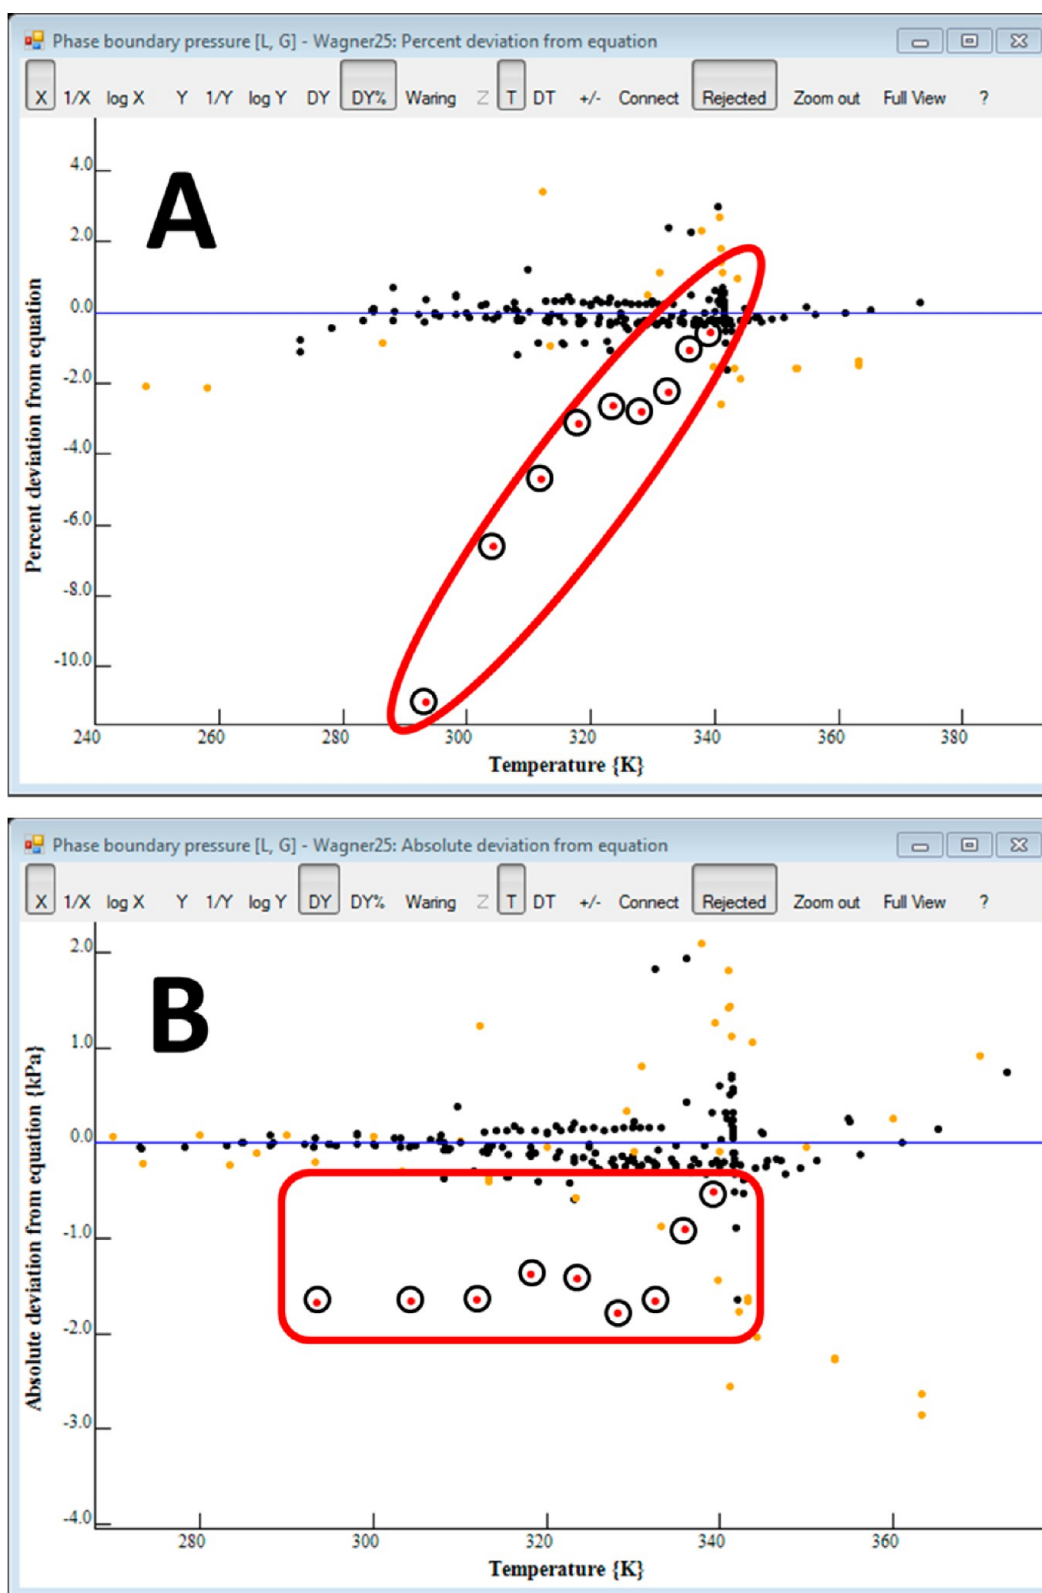 Phase boundary pressure [L, G] - Wagner25: Percent deviation from equation
X 1/X log X Y 1/Y log Y DY DY% Waring Z T DT +/- Connect Rejected Zoom out Full View ?
A
4.0
2.0
0.0
-2.0
-4.0
-6.0
-8.0
-10.0
Percent deviation from equation
240 260 280 300 320 340 360 380
Temperature {K}
Phase boundary pressure [L, G] - Wagner25: Absolute deviation from equation
X 1/X log X Y 1/Y log Y DY DY% Waring Z T DT +/- Connect Rejected Zoom out Full View ?
B
2.0
1.0
0.0
-1.0
-2.0
-3.0
-4.0
Absolute deviation from equation {kPa}
280 300 320 340 360
Temperature {K}